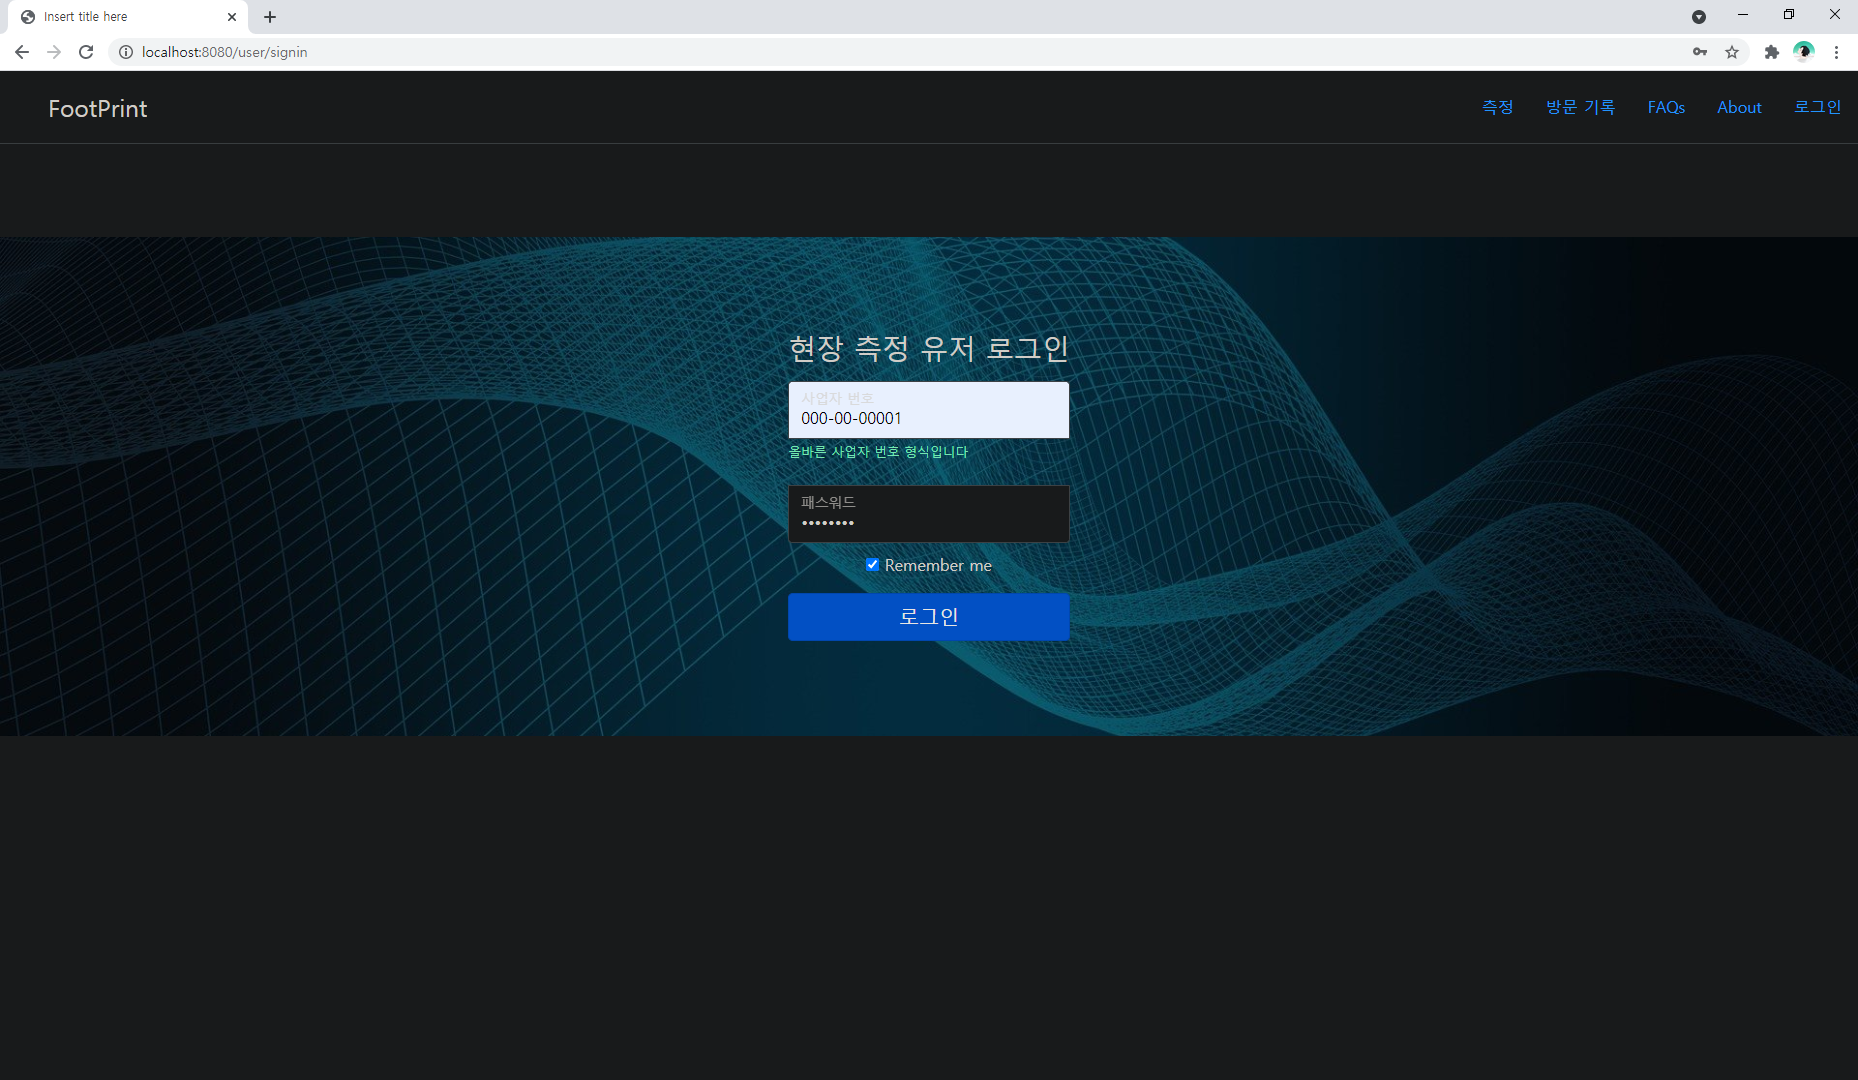 Insert title here
localhost:8080/user/signin
FootPrint
측정 방문 기록 FAQs About 로그인
현장 측정 유저 로그인
사업자 번호
000-00-00001
올바른 사업자 번호 형식입니다
패스워드
••••••••
Remember me
로그인